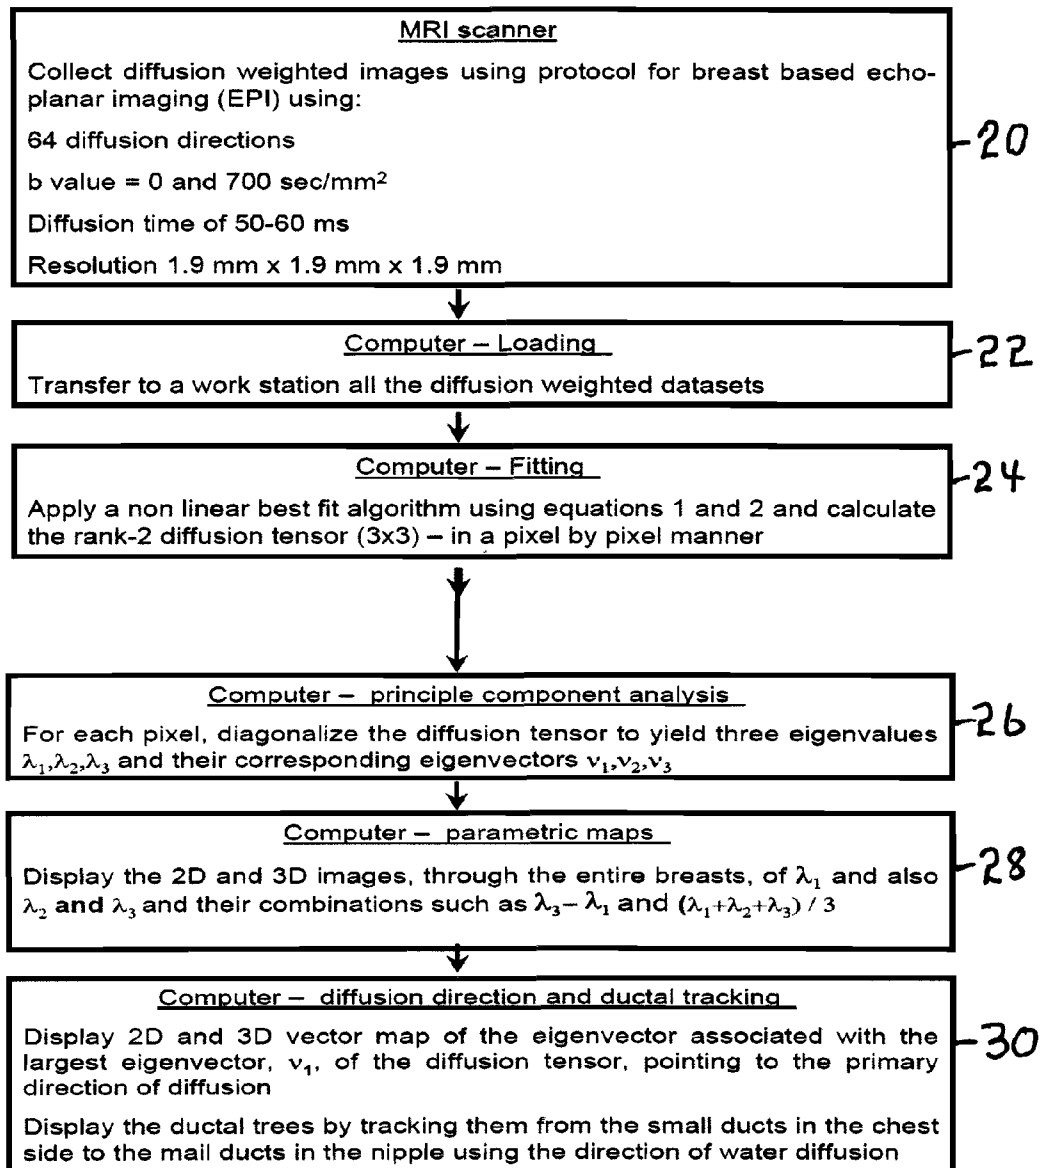 MRI scanner
Collect diffusion weighted images using protocol for breast based echo-
planar imaging (EPI) using:
64 diffusion directions
b value = 0 and 700 sec/mm²
Diffusion time of 50-60 ms
Resolution 1.9 mm x 1.9 mm x 1.9 mm
20
Computer – Loading
Transfer to a work station all the diffusion weighted datasets
22
Computer – Fitting
Apply a non linear best fit algorithm using equations 1 and 2 and calculate
the rank-2 diffusion tensor (3x3) – in a pixel by pixel manner
24
Computer – principle component analysis
For each pixel, diagonalize the diffusion tensor to yield three eigenvalues
λ₁,λ₂,λ₃ and their corresponding eigenvectors ν₁,ν₂,ν₃
26
Computer – parametric maps
Display the 2D and 3D images, through the entire breasts, of λ₁ and also
λ₂ and λ₃ and their combinations such as λ₃– λ₁ and (λ₁+λ₂+λ₃) / 3
28
Computer – diffusion direction and ductal tracking
Display 2D and 3D vector map of the eigenvector associated with the
largest eigenvector, ν₁, of the diffusion tensor, pointing to the primary
direction of diffusion
Display the ductal trees by tracking them from the small ducts in the chest
side to the mail ducts in the nipple using the direction of water diffusion
30